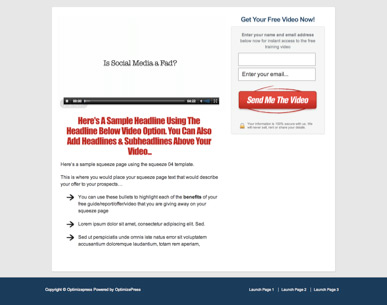 Get Your Free Video Now!
Enter your name and email address
below now for instant access to the free
training video
Enter your email...
Send Me The Video
Your Information is 100% secure with us. We
will never sell, rent or share your details.
Is Social Media a Fad?
00:00
04:22
Here's A Sample Headline Using The
Headline Below Video Option. You Can Also
Add Headlines & Subheadlines Above Your
Video...
Here's a sample squeeze page using the squeeze 04 template.
This is where you would place your squeeze page text that would describe
your offer to your prospects…
You can use these bullets to highlight each of the benefits of your
free guide/report/offer/video that you are giving away on your
squeeze page
Lorem ipsum dolor sit amet, consectetur adipiscing elit. Sed.
Sed ut perspiciatis unde omnis iste natus error sit voluptatem
accusantium doloremque laudantium, totam rem aperiam,
Copyright © Optimizepress Powered by OptimizePress
Launch Page 1 | Launch Page 2 | Launch Page 3